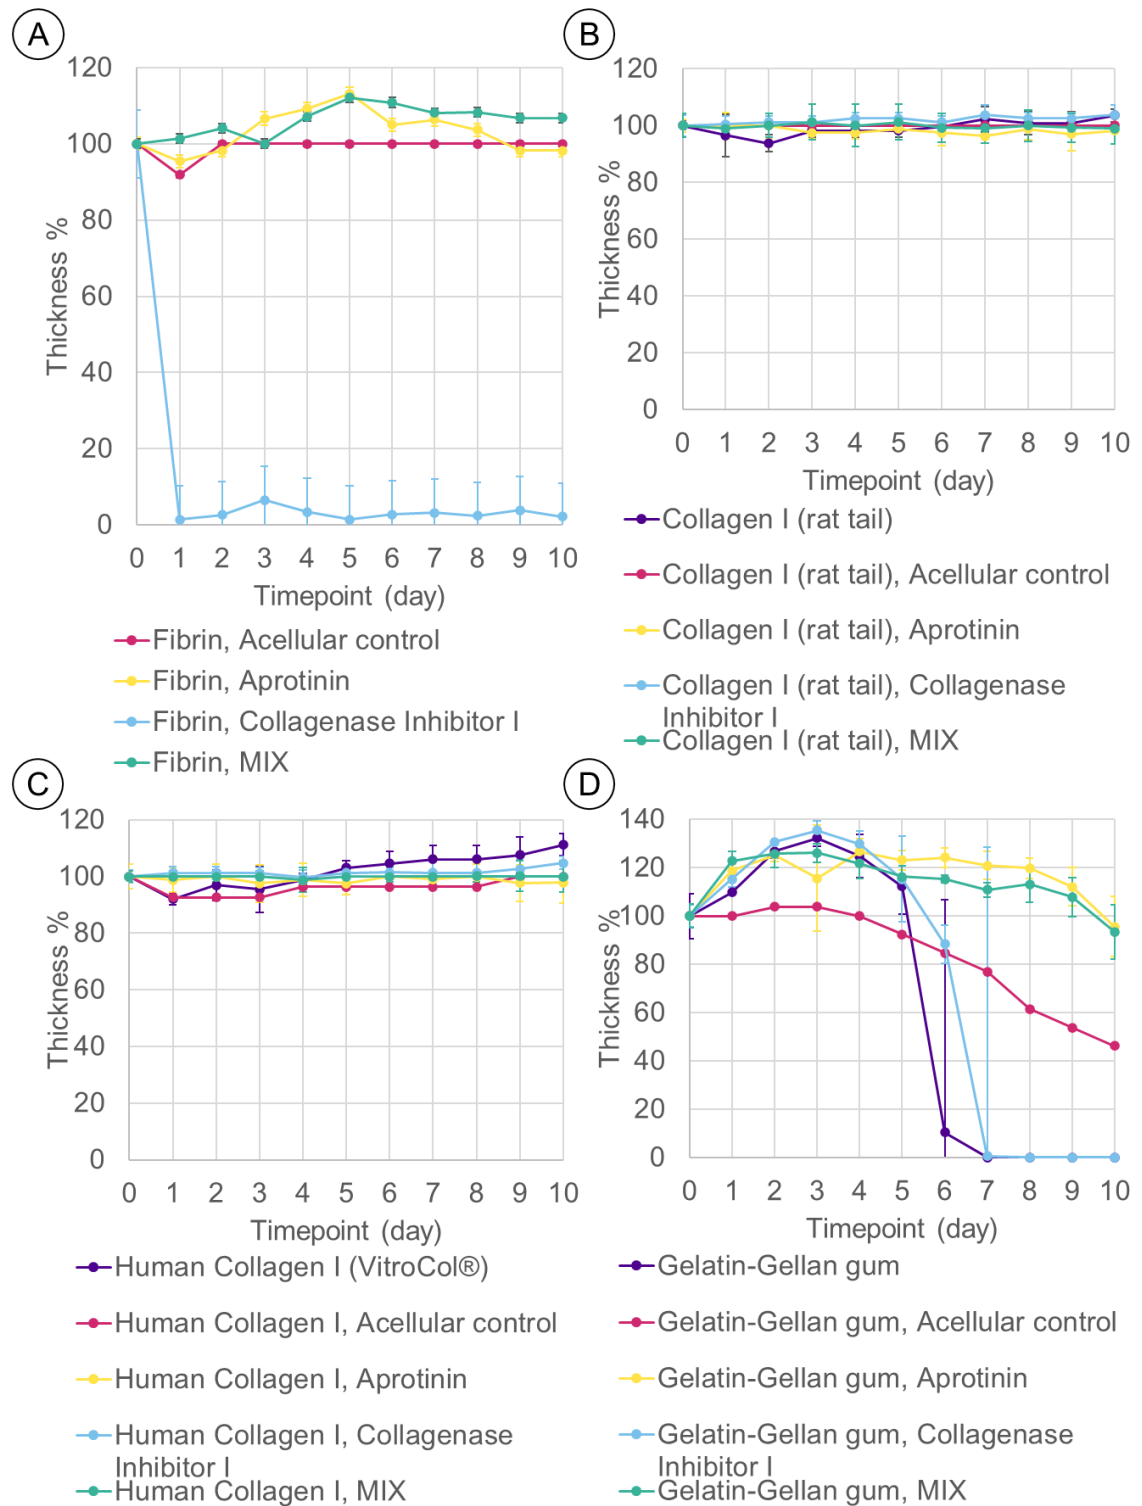 A
120
100
80
60
40
20
0
Thickness %
0 1 2 3 4 5 6 7 8 9 10
Timepoint (day)
Fibrin, Acellular control
Fibrin, Aprotinin
Fibrin, Collagenase Inhibitor I
Fibrin, MIX
B
120
100
80
60
40
20
0
Thickness %
0 1 2 3 4 5 6 7 8 9 10
Timepoint (day)
Collagen I (rat tail)
Collagen I (rat tail), Acellular control
Collagen I (rat tail), Aprotinin
Collagen I (rat tail), Collagenase
Inhibitor I
Collagen I (rat tail), MIX
C
120
100
80
60
40
20
0
Thickness %
0 1 2 3 4 5 6 7 8 9 10
Timepoint (day)
Human Collagen I (VitroCol®)
Human Collagen I, Acellular control
Human Collagen I, Aprotinin
Human Collagen I, Collagenase
Inhibitor I
Human Collagen I, MIX
D
140
120
100
80
60
40
20
0
Thickness %
0 1 2 3 4 5 6 7 8 9 10
Timepoint (day)
Gelatin-Gellan gum
Gelatin-Gellan gum, Acellular control
Gelatin-Gellan gum, Aprotinin
Gelatin-Gellan gum, Collagenase
Inhibitor I
Gelatin-Gellan gum, MIX